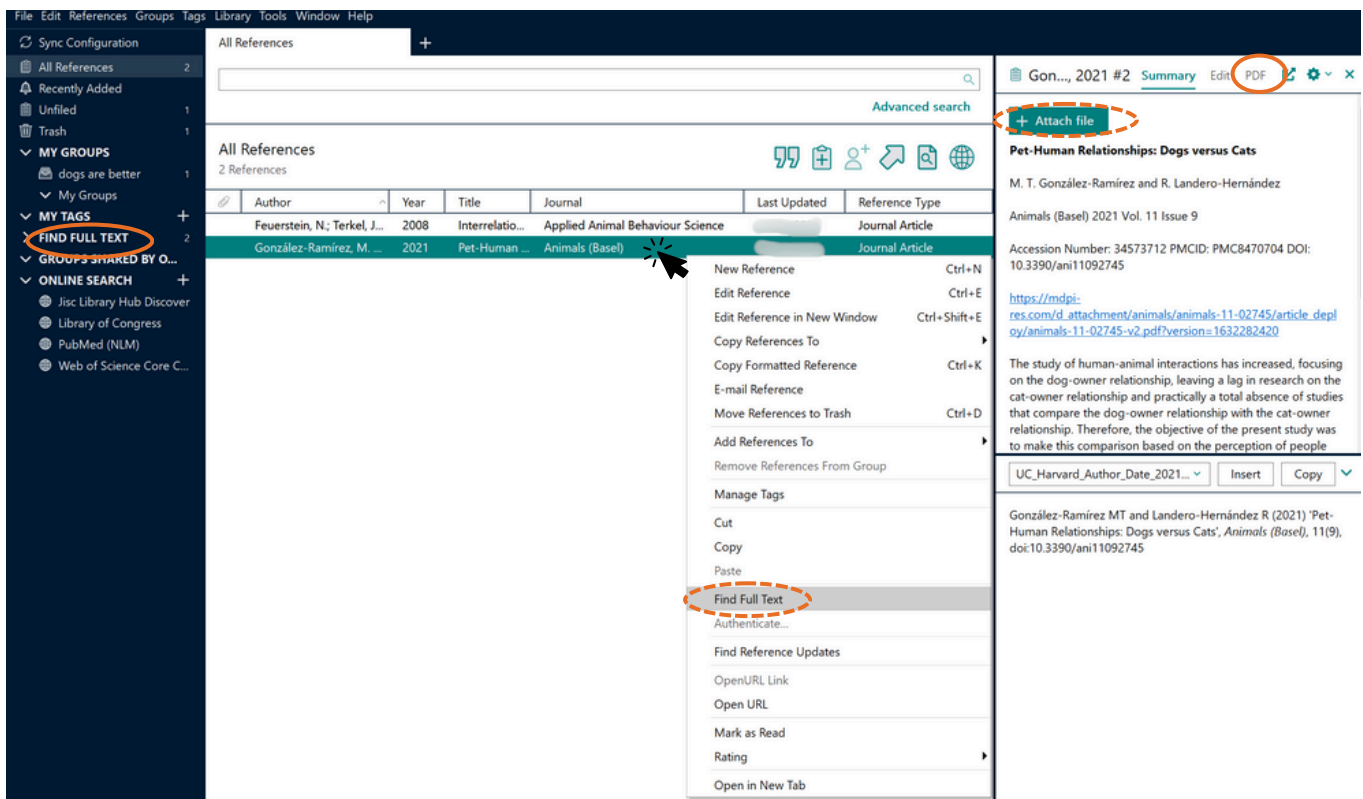 File Edit References Groups Tags Library Tools Window Help
Sync Configuration
All References 2
Recently Added
Unfiled 1
Trash 1
MY GROUPS
dogs are better 1
My Groups
MY TAGS +
FIND FULL TEXT 2
GROUPS SHARED BY O...
ONLINE SEARCH +
Jisc Library Hub Discover
Library of Congress
PubMed (NLM)
Web of Science Core C...
All References +
Advanced search
All References
2 References
Author Year Title Journal Last Updated Reference Type
Feuerstein, N.; Terkel, J... 2008 Interrelatio... Applied Animal Behaviour Science Journal Article
González-Ramírez, M. ... 2021 Pet-Human ... Animals (Basel) Journal Article
New Reference Ctrl+N
Edit Reference Ctrl+E
Edit Reference in New Window Ctrl+Shift+E
Copy References To
Copy Formatted Reference Ctrl+K
E-mail Reference
Move References to Trash Ctrl+D
Add References To
Remove References From Group
Manage Tags
Cut
Copy
Paste
Find Full Text
Authenticate...
Find Reference Updates
OpenURL Link
Open URL
Mark as Read
Rating
Open in New Tab
Gon..., 2021 #2 Summary Edit PDF
+ Attach file
Pet-Human Relationships: Dogs versus Cats
M. T. González-Ramírez and R. Landero-Hernández
Animals (Basel) 2021 Vol. 11 Issue 9
Accession Number: 34573712 PMCID: PMC8470704 DOI:
10.3390/ani11092745
https://mdpi-
res.com/d_attachment/animals/animals-11-02745/article_depl
oy/animals-11-02745-v2.pdf?version=1632282420
The study of human-animal interactions has increased, focusing
on the dog-owner relationship, leaving a lag in research on the
cat-owner relationship and practically a total absence of studies
that compare the dog-owner relationship with the cat-owner
relationship. Therefore, the objective of the present study was
to make this comparison based on the perception of people
UC_Harvard_Author_Date_2021... Insert Copy
González-Ramírez MT and Landero-Hernández R (2021) 'Pet-
Human Relationships: Dogs versus Cats', Animals (Basel), 11(9),
doi:10.3390/ani11092745